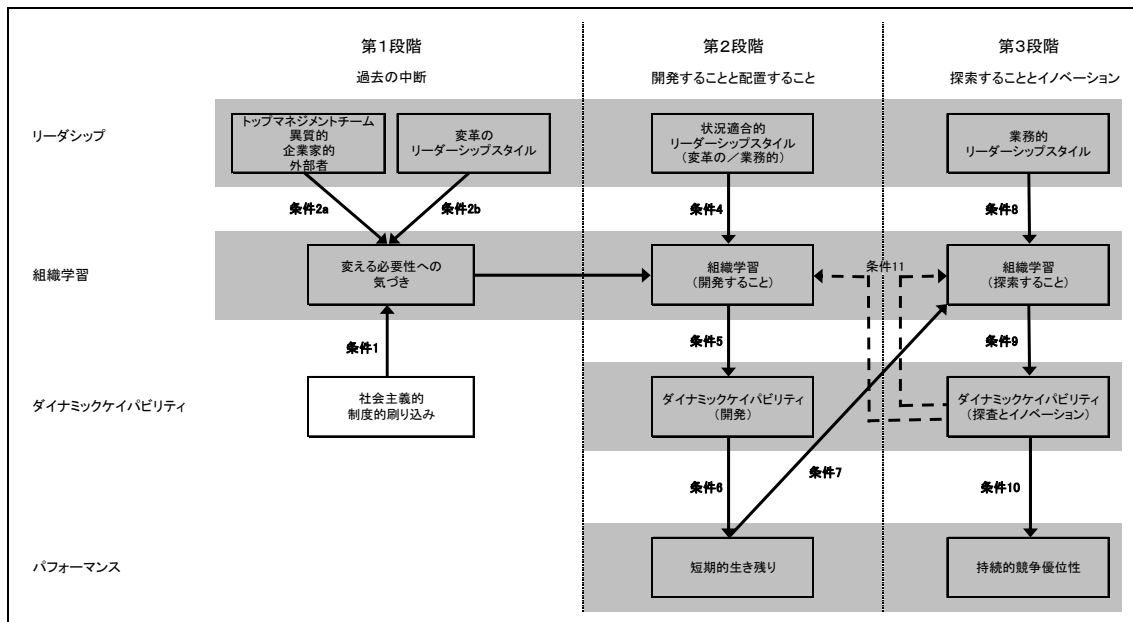 第1段階
過去の中断
第2段階
開発することと配置すること
第3段階
探索することとイノベーション
リーダシップ
トップマネジメントチーム
異質的
企業家的
外部者
変革の
リーダーシップスタイル
状況適合的
リーダーシップスタイル
(変革の/業務的)
業務的
リーダーシップスタイル
条件2a
条件2b
条件4
条件8
組織学習
変える必要性への
気づき
組織学習
(開発すること)
条件11
組織学習
(探索すること)
条件1
条件5
条件9
ダイナミックケイパビリティ
社会主義的
制度的刷り込み
ダイナミックケイパビリティ
(開発)
ダイナミックケイパビリティ
(探査とイノベーション)
条件6
条件7
条件10
パフォーマンス
短期的生き残り
持続的競争優位性